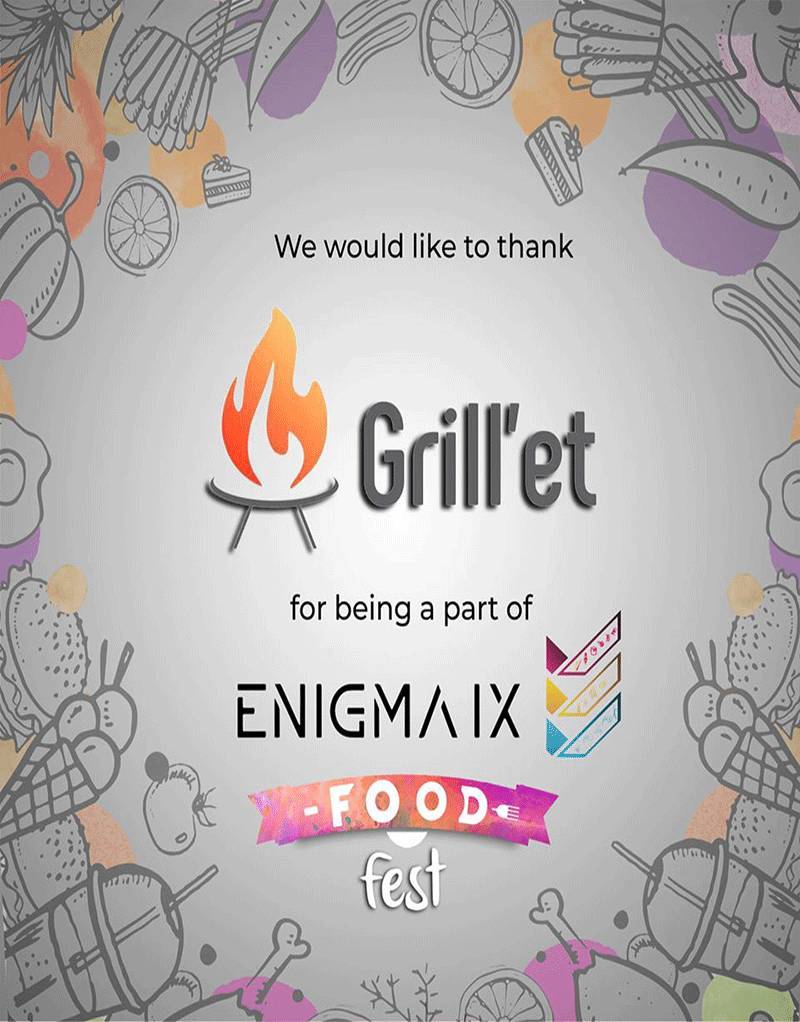 We would like to thank
Grill'et
for being a part of
ENIGMA IX
-FOOD
fest